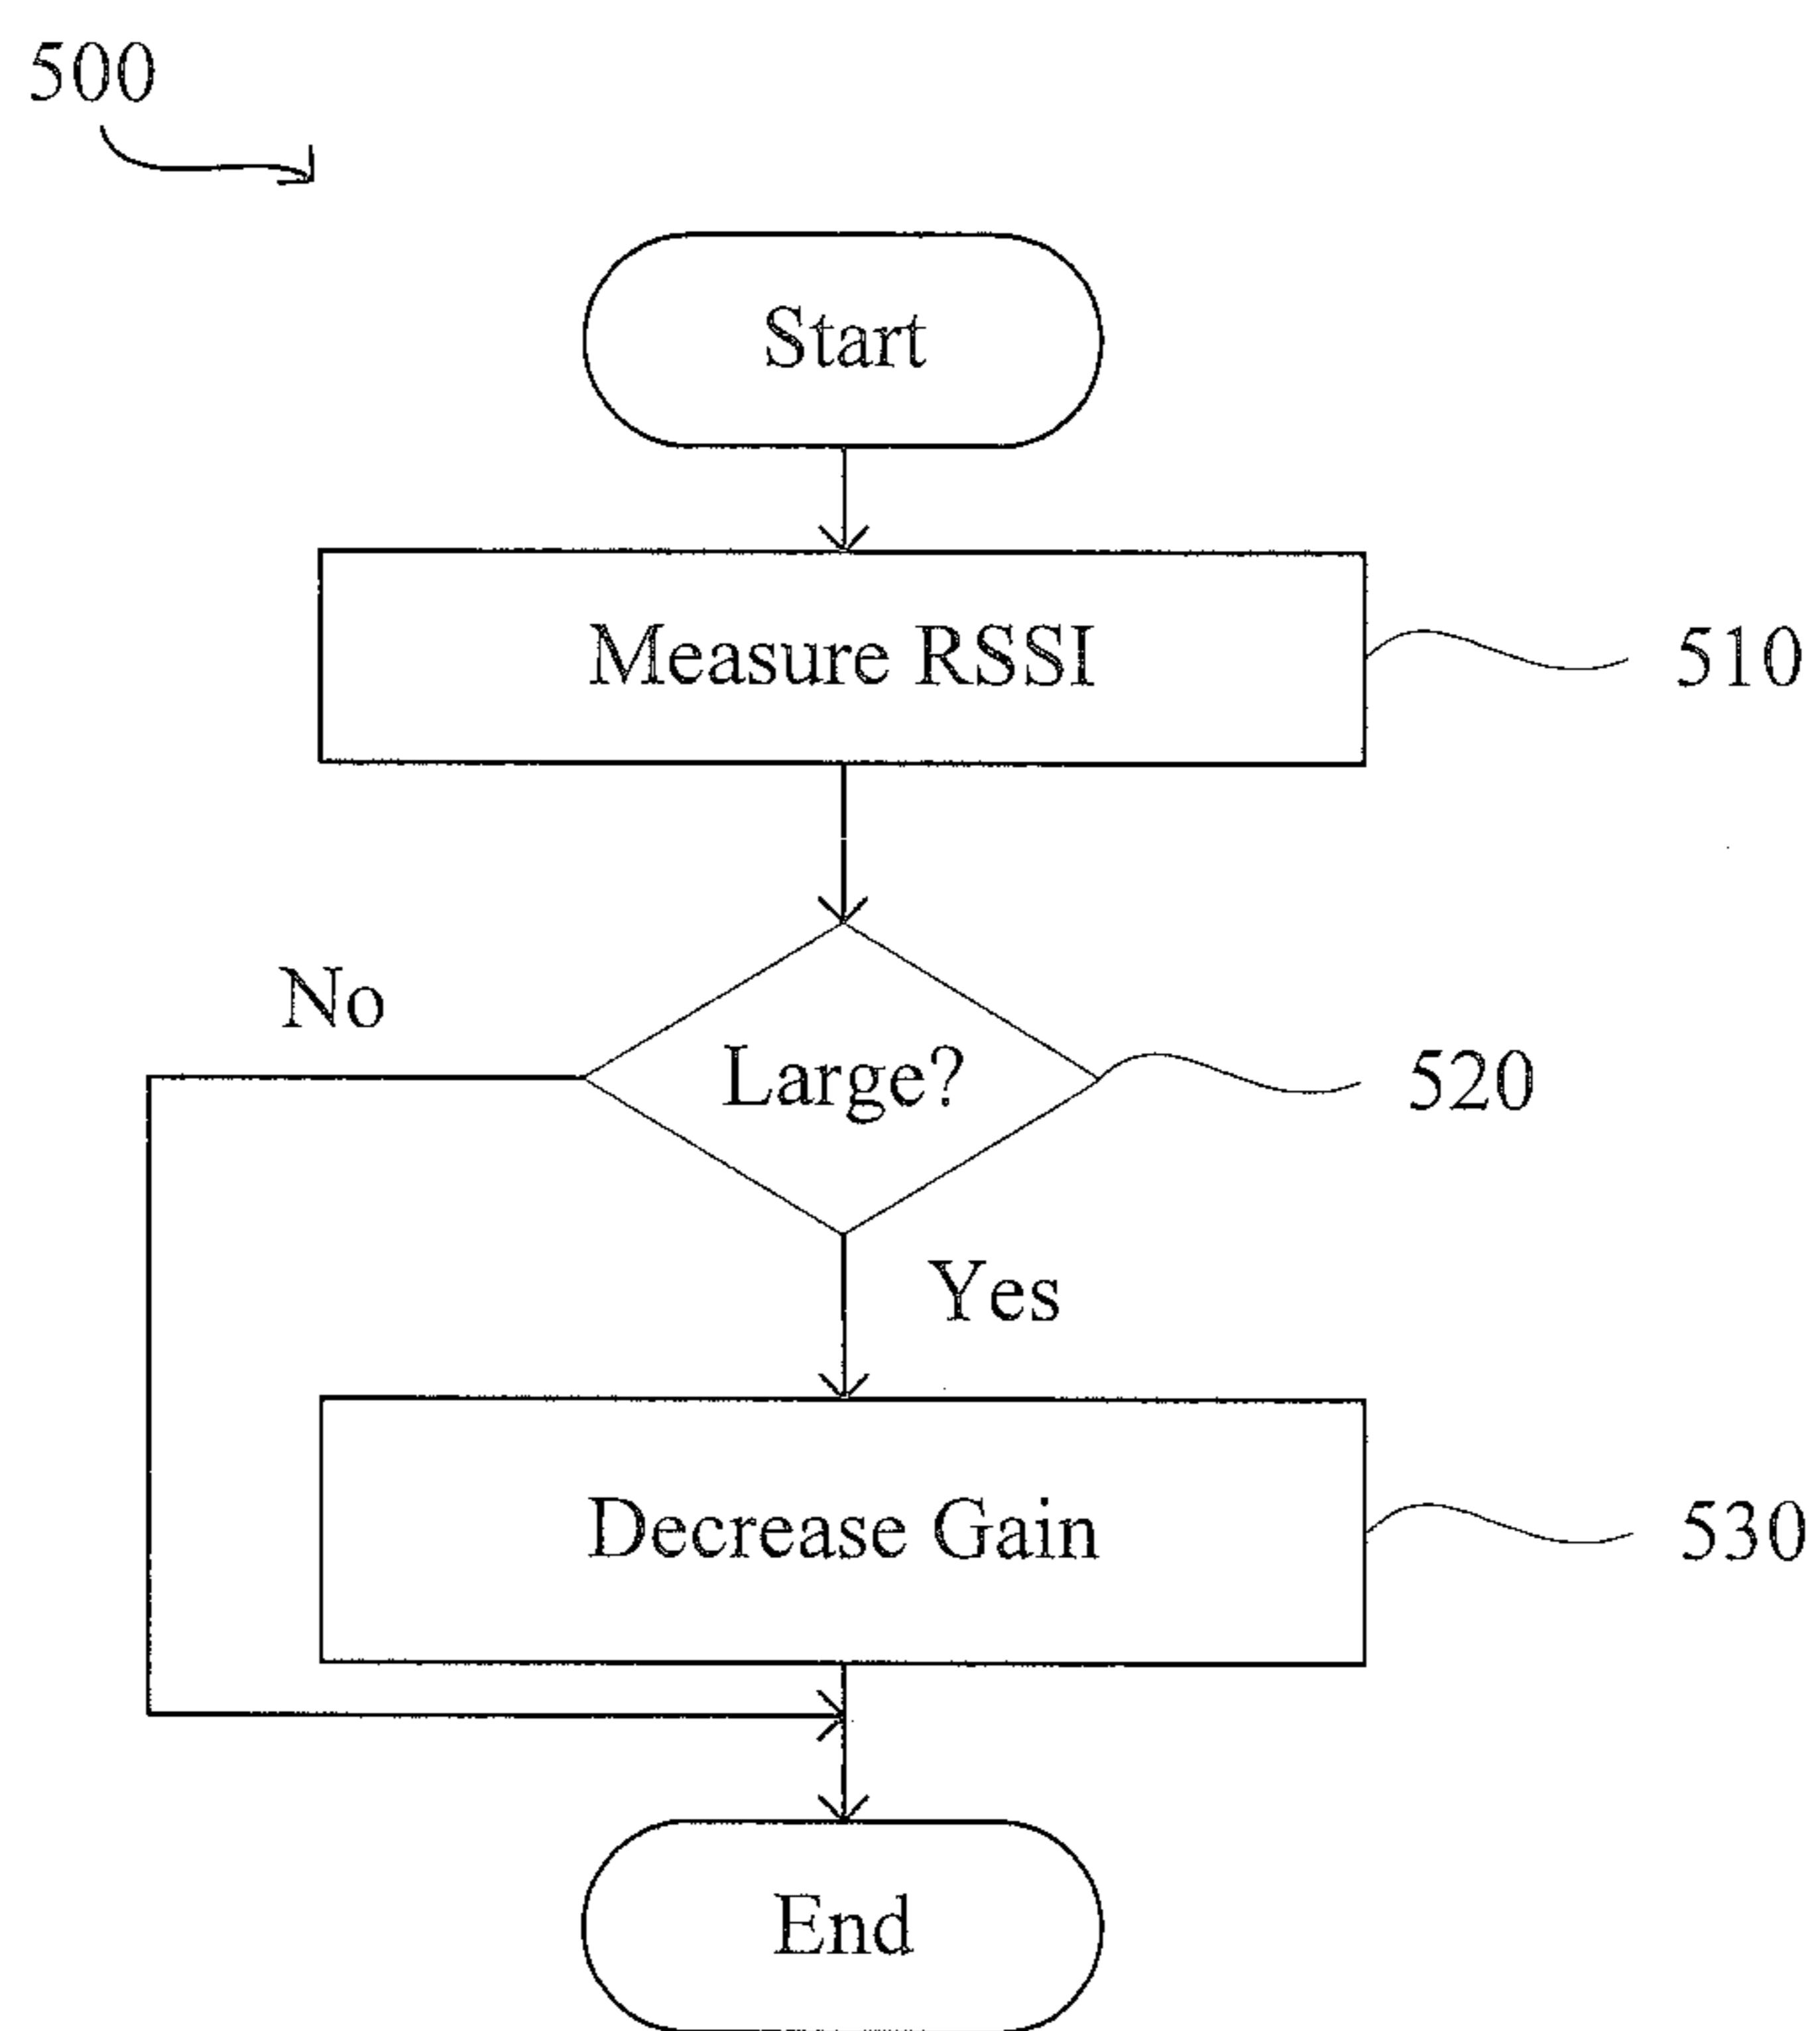 500
Start
Measure RSSI
510
No
Large?
520
Yes
Decrease Gain
530
End